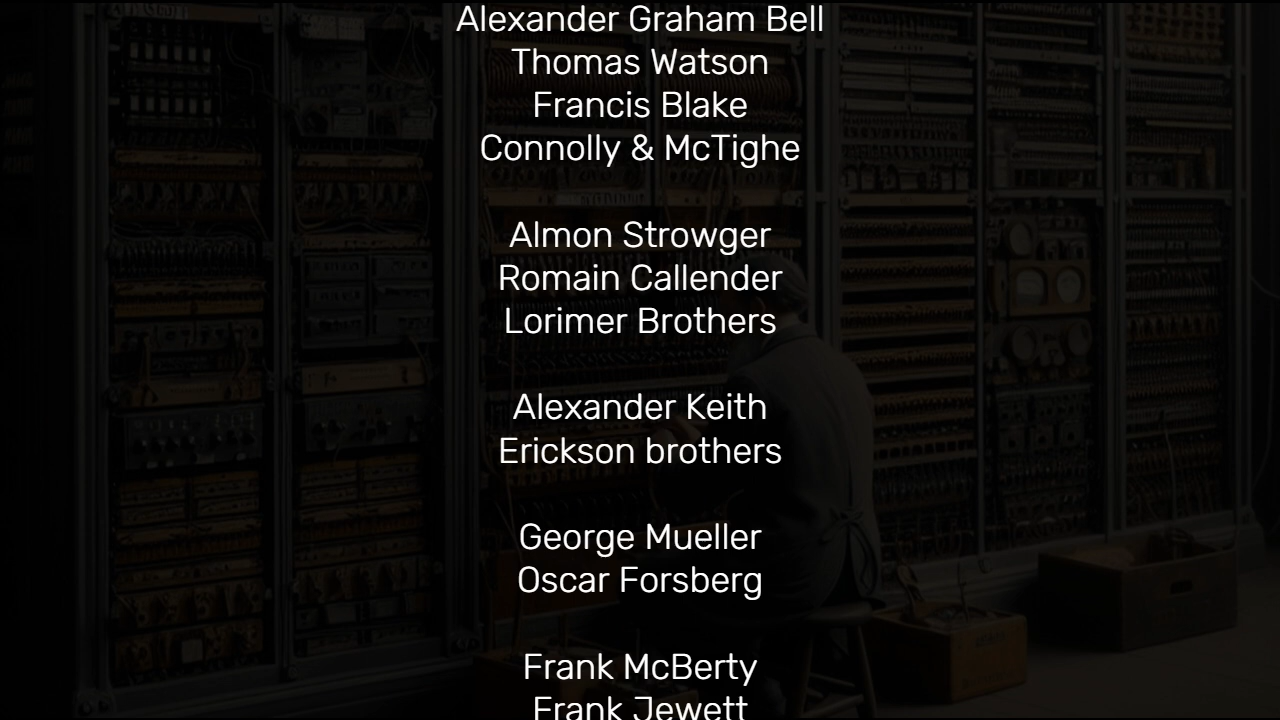 Alexander Graham Bell
Thomas Watson
Francis Blake
Connolly & McTighe
Almon Strowger
Romain Callender
Lorimer Brothers
Alexander Keith
Erickson brothers
George Mueller
Oscar Forsberg
Frank McBerty
Frank Jewett